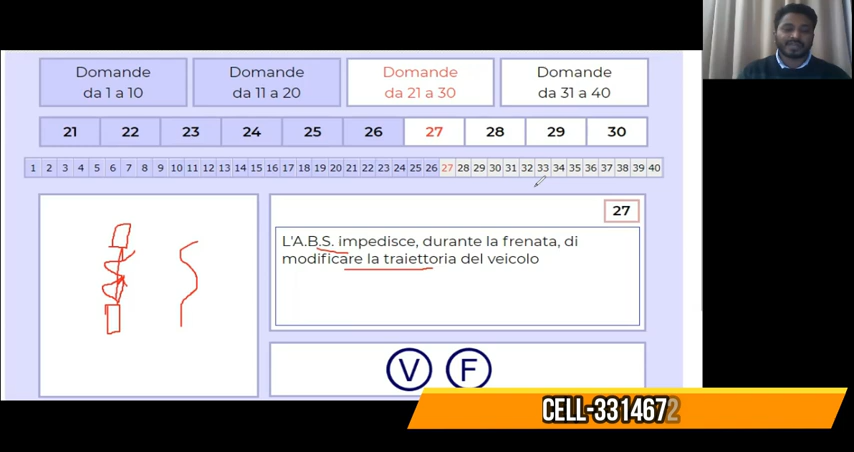 Domande
da 1 a 10
Domande
da 11 a 20
Domande
da 21 a 30
Domande
da 31 a 40
21 22 23 24 25 26 27 28 29 30
1 2 3 4 5 6 7 8 9 10 11 12 13 14 15 16 17 18 19 20 21 22 23 24 25 26 27 28 29 30 31 32 33 34 35 36 37 38 39 40
27
L'A.B.S. impedisce, durante la frenata, di
modificare la traiettoria del veicolo
V F
CELL-3314672